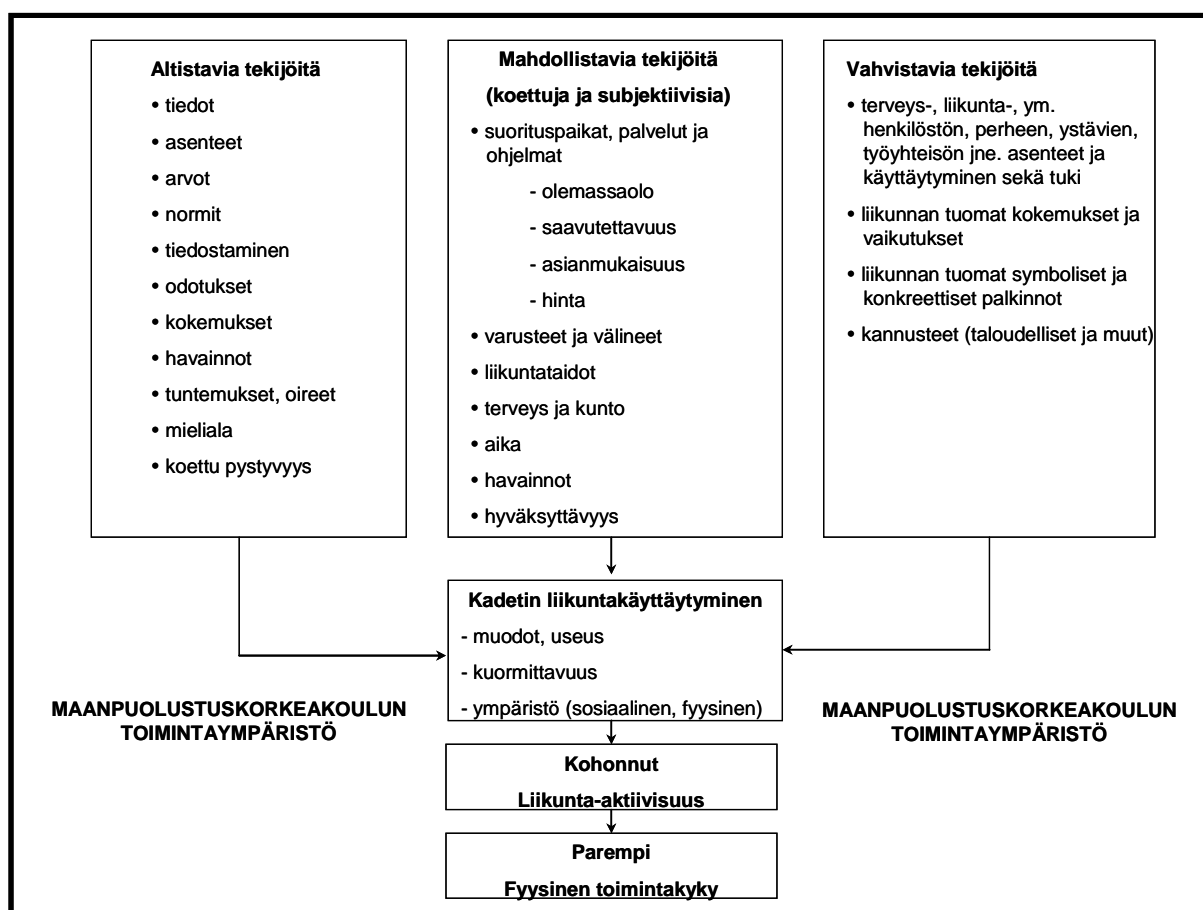 Altistavia tekijöitä
• tiedot
• asenteet
• arvot
• normit
• tiedostaminen
• odotukset
• kokemukset
• havainnot
• tuntemukset, oireet
• mieliala
• koettu pystyvyys
Mahdollistavia tekijöitä
(koettuja ja subjektiivisia)
• suorituspaikat, palvelut ja
ohjelmat
- olemassaolo
- saavutettavuus
- asianmukaisuus
- hinta
• varusteet ja välineet
• liikuntataidot
• terveys ja kunto
• aika
• havainnot
• hyväksyttävyys
Vahvistavia tekijöitä
• terveys-, liikunta-, ym.
henkilöstön, perheen, ystävien,
työyhteisön jne. asenteet ja
käyttäytyminen sekä tuki
• liikunnan tuomat kokemukset ja
vaikutukset
• liikunnan tuomat symboliset ja
konkreettiset palkinnot
• kannusteet (taloudelliset ja muut)
Kadetin liikuntakäyttäytyminen
- muodot, useus
- kuormittavuus
- ympäristö (sosiaalinen, fyysinen)
MAANPUOLUSTUSKORKEAKOULUN
TOIMINTAYMPÄRISTÖ
MAANPUOLUSTUSKORKEAKOULUN
TOIMINTAYMPÄRISTÖ
Kohonnut
Liikunta-aktiivisuus
Parempi
Fyysinen toimintakyky